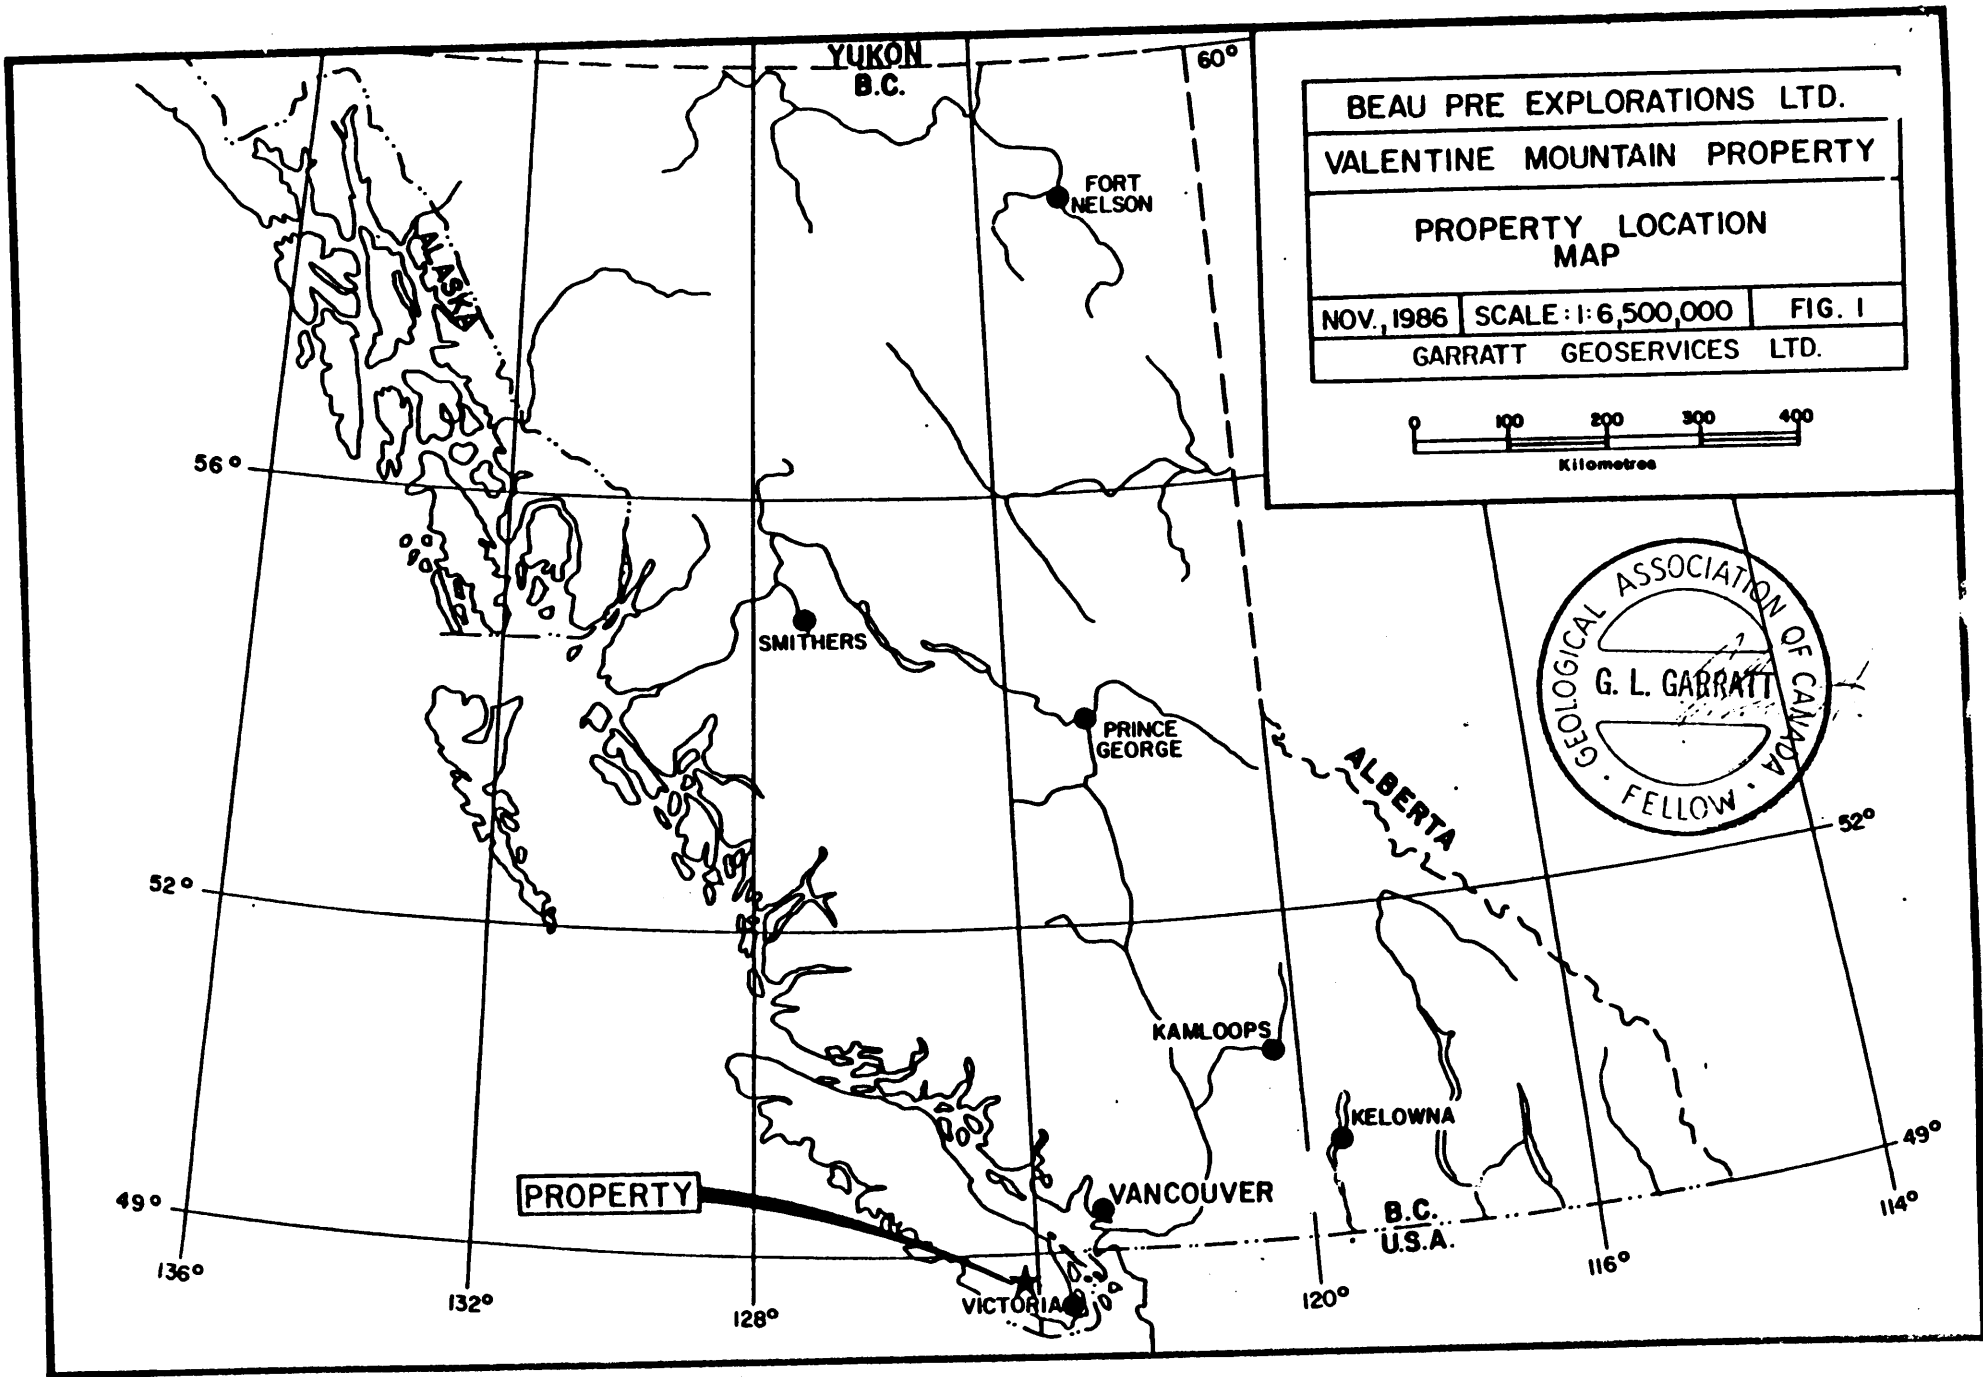 YUKON
B.C.
60°
BEAU PRE EXPLORATIONS LTD.
VALENTINE MOUNTAIN PROPERTY
PROPERTY LOCATION
MAP
NOV., 1986 SCALE: 1: 6,500,000 FIG. 1
GARRATT GEOSERVICES LTD.
0 100 200 300 400
Kilometres
FORT
NELSON
ALASKA
56°
SMITHERS
PRINCE
GEORGE
ALBERTA
GEOLOGICAL ASSOCIATION OF CANADA
G. L. GARRATT
• FELLOW •
52°
52°
KAMLOOPS
KELOWNA
49°
49°
PROPERTY
VANCOUVER
B.C.
U.S.A.
VICTORIA
136°
132°
128°
120°
116°
114°